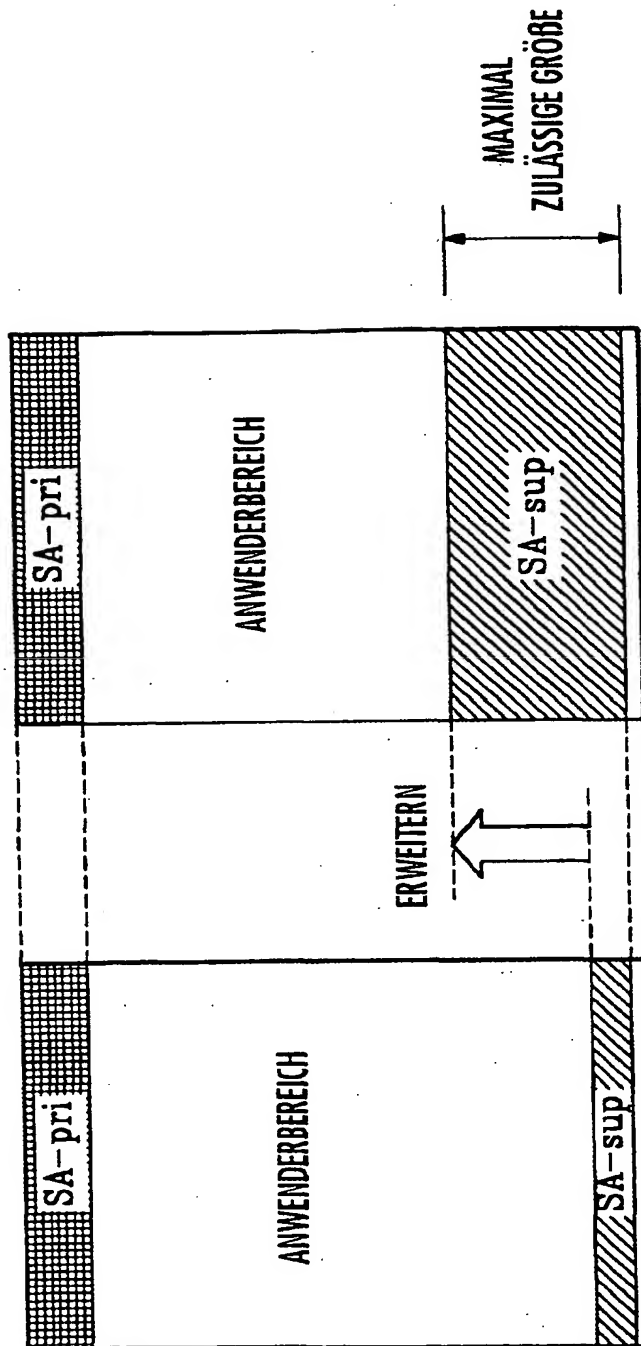 SA-pri
ANWENDERBEREICH
SA-sup
ERWEITERN
SA-pri
ANWENDERBEREICH
SA-sup
MAXIMAL
ZULÄSSIGE GRÖßE